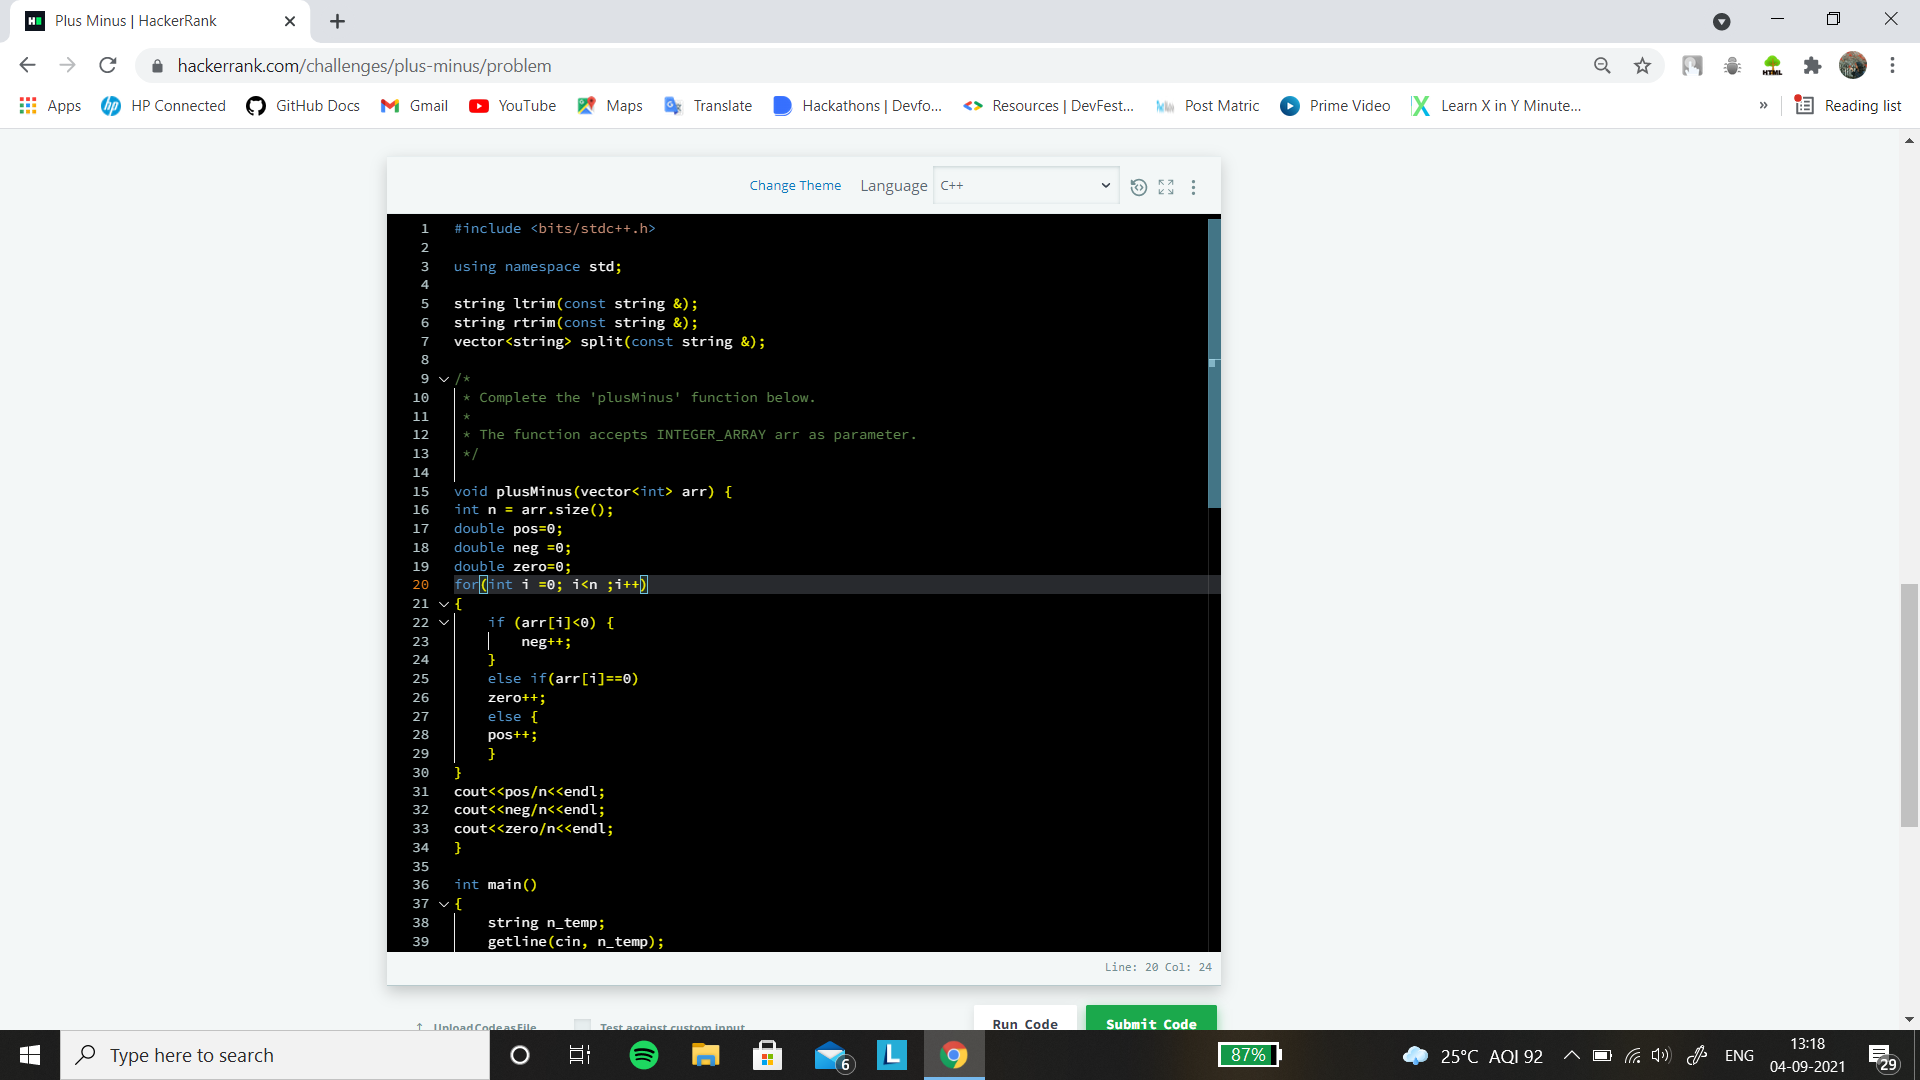 Plus Minus | HackerRank
hackerrank.com/challenges/plus-minus/problem
HTML
Apps HP Connected GitHub Docs Gmail YouTube Maps Translate Hackathons | Devfo... Resources | DevFest... Post Matric Prime Video Learn X in Y Minute... » Reading list
Change Theme Language C++
1 #include <bits/stdc++.h>
2
3 using namespace std;
4
5 string ltrim(const string &);
6 string rtrim(const string &);
7 vector<string> split(const string &);
8
9 /*
10 * Complete the 'plusMinus' function below.
11 *
12 * The function accepts INTEGER_ARRAY arr as parameter.
13 */
14
15 void plusMinus(vector<int> arr) {
16 int n = arr.size();
17 double pos=0;
18 double neg =0;
19 double zero=0;
20 for(int i =0; i<n ;i++)
21 {
22 if (arr[i]<0) {
23 neg++;
24 }
25 else if(arr[i]==0)
26 zero++;
27 else {
28 pos++;
29 }
30 }
31 cout<<pos/n<<endl;
32 cout<<neg/n<<endl;
33 cout<<zero/n<<endl;
34 }
35
36 int main()
37 {
38 string n_temp;
39 getline(cin, n_temp);
Line: 20 Col: 24
Upload Code as File Test against custom input Run Code Submit Code
Type here to search
6
87%
25°C AQI 92
ENG
13:18
04-09-2021
29